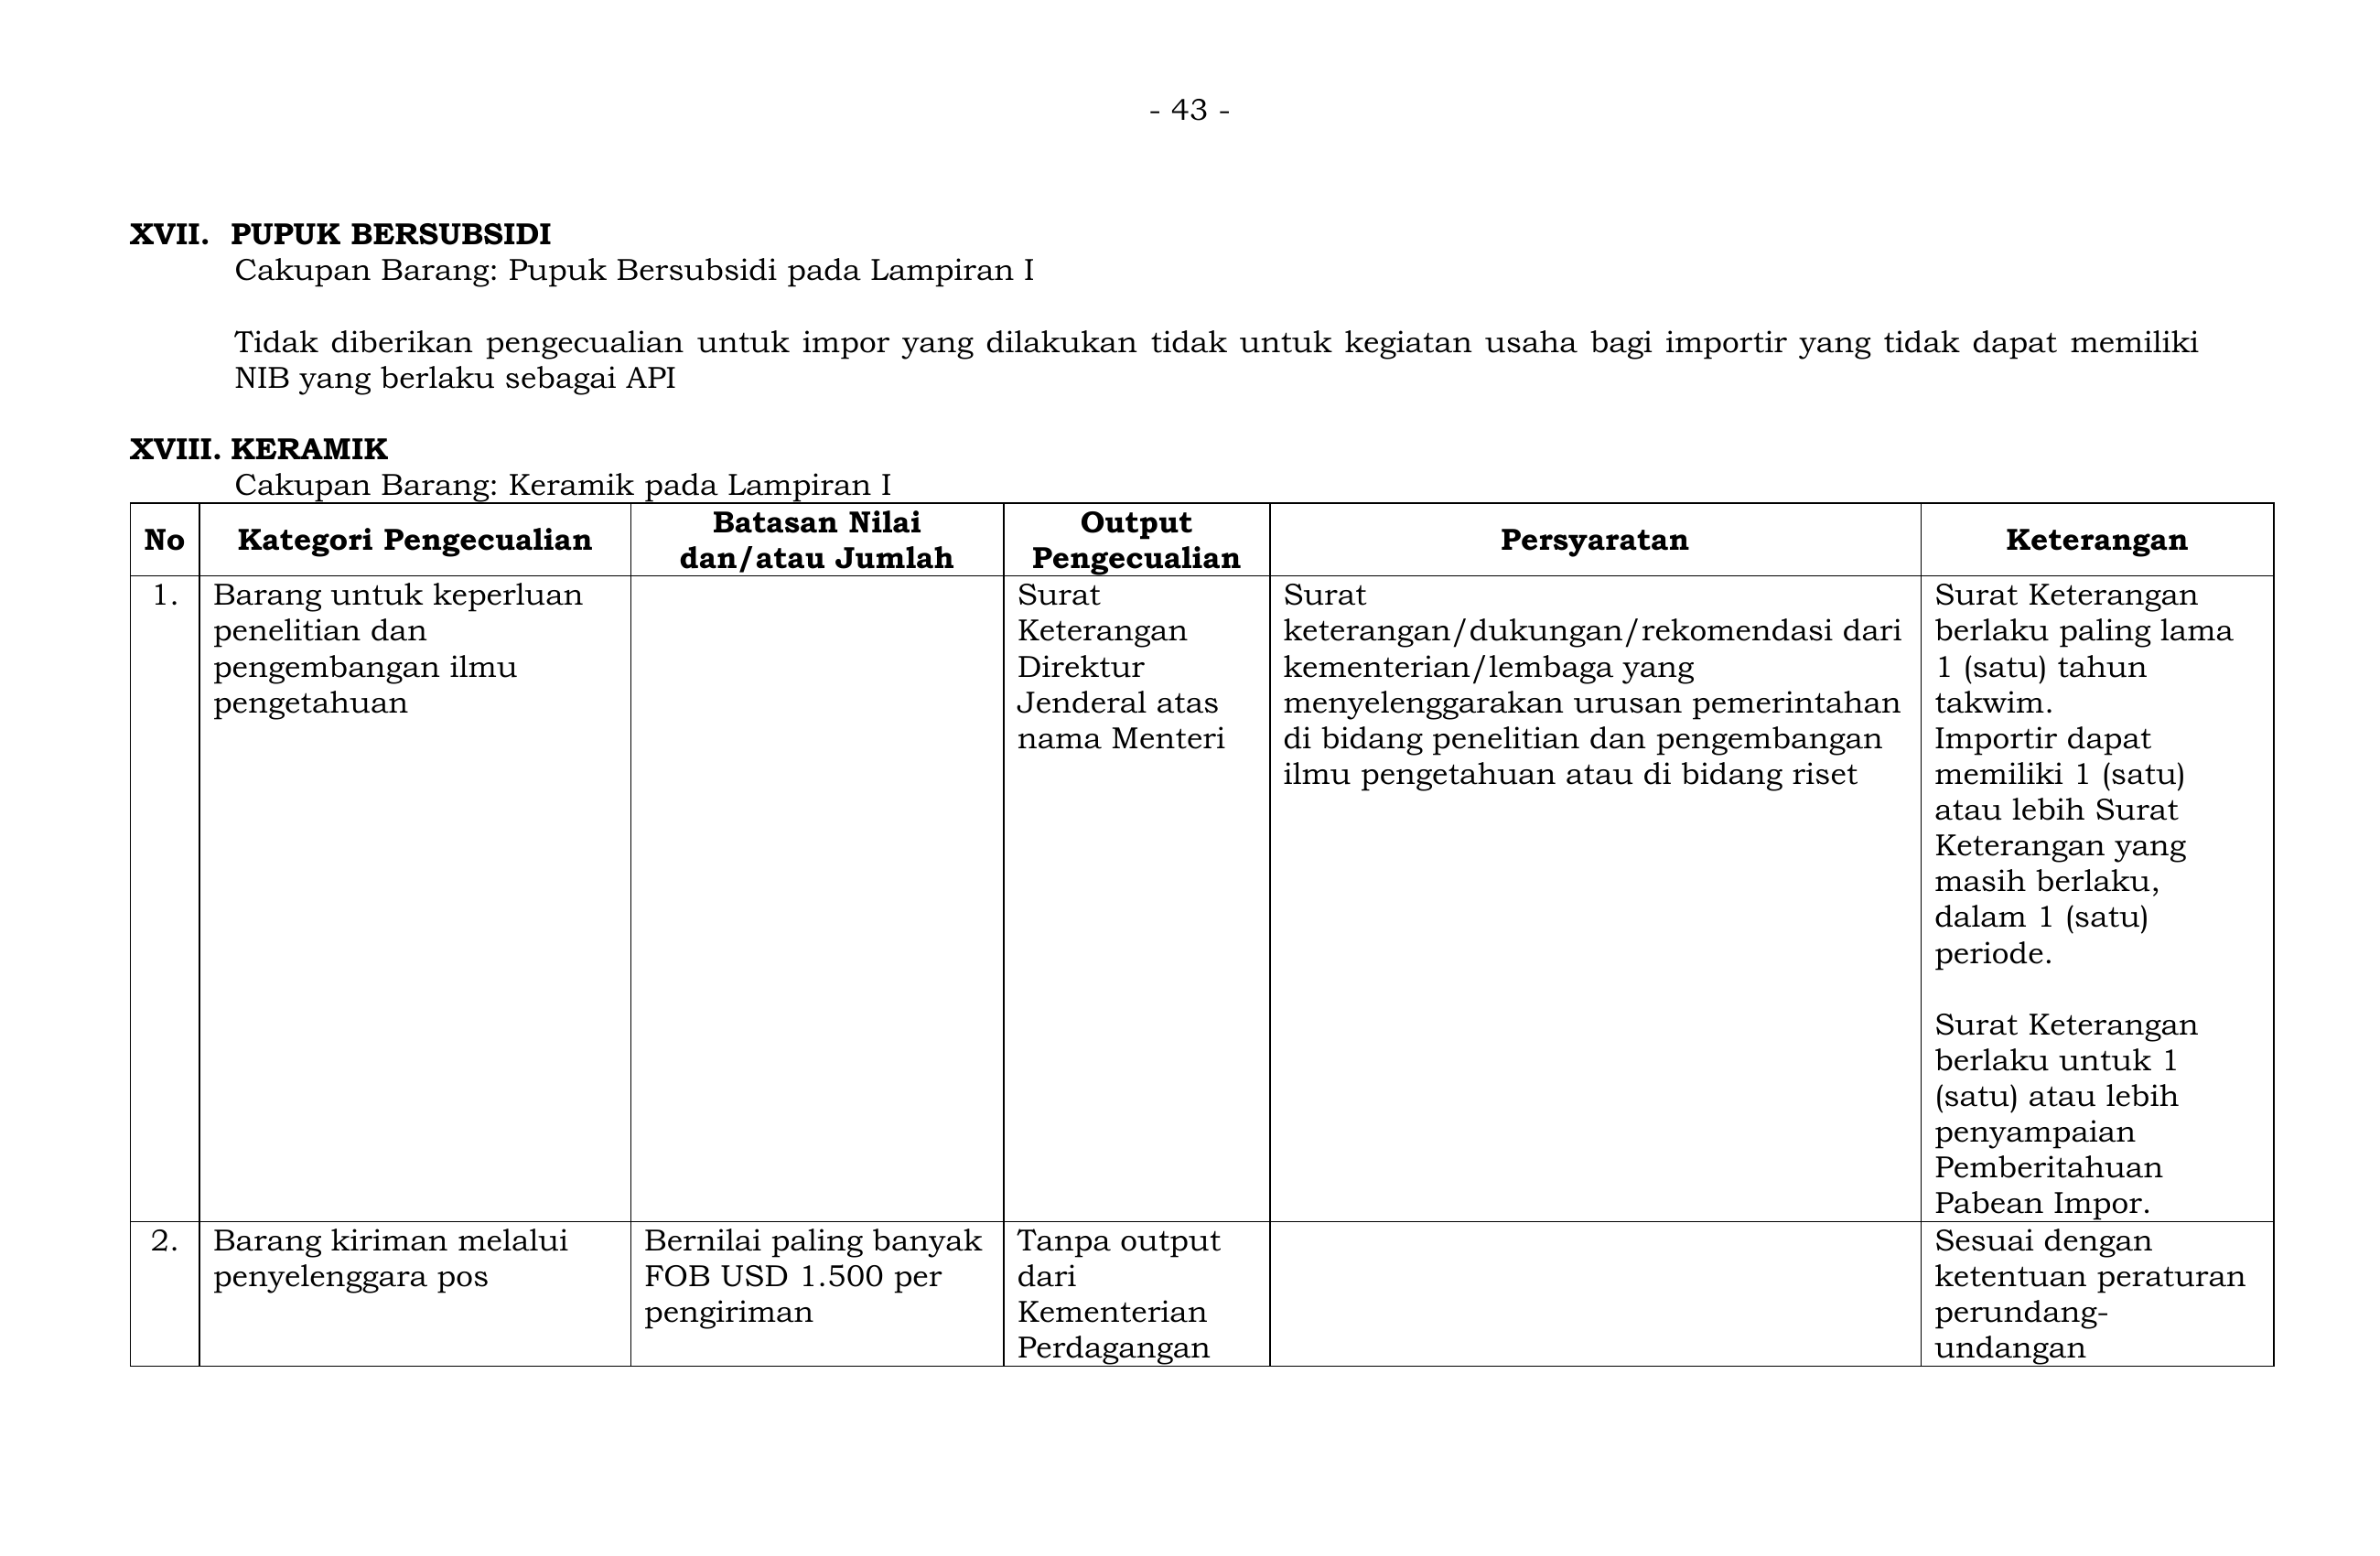 - 43 -
XVII. PUPUK BERSUBSIDI
Cakupan Barang: Pupuk Bersubsidi pada Lampiran I
Tidak diberikan pengecualian untuk impor yang dilakukan tidak untuk kegiatan usaha bagi importir yang tidak dapat memiliki
NIB yang berlaku sebagai API
XVIII. KERAMIK
Cakupan Barang: Keramik pada Lampiran I
No
Kategori Pengecualian
Batasan Nilai
dan/atau Jumlah
Output
Pengecualian
Persyaratan
Keterangan
1.
Barang untuk keperluan
penelitian dan
pengembangan ilmu
pengetahuan
Surat
Keterangan
Direktur
Jenderal atas
nama Menteri
Surat
keterangan/dukungan/rekomendasi dari
kementerian/lembaga yang
menyelenggarakan urusan pemerintahan
di bidang penelitian dan pengembangan
ilmu pengetahuan atau di bidang riset
Surat Keterangan
berlaku paling lama
1 (satu) tahun
takwim.
Importir dapat
memiliki 1 (satu)
atau lebih Surat
Keterangan yang
masih berlaku,
dalam 1 (satu)
periode.
Surat Keterangan
berlaku untuk 1
(satu) atau lebih
penyampaian
Pemberitahuan
Pabean Impor.
2.
Barang kiriman melalui
penyelenggara pos
Bernilai paling banyak
FOB USD 1.500 per
pengiriman
Tanpa output
dari
Kementerian
Perdagangan
Sesuai dengan
ketentuan peraturan
perundang-
undangan